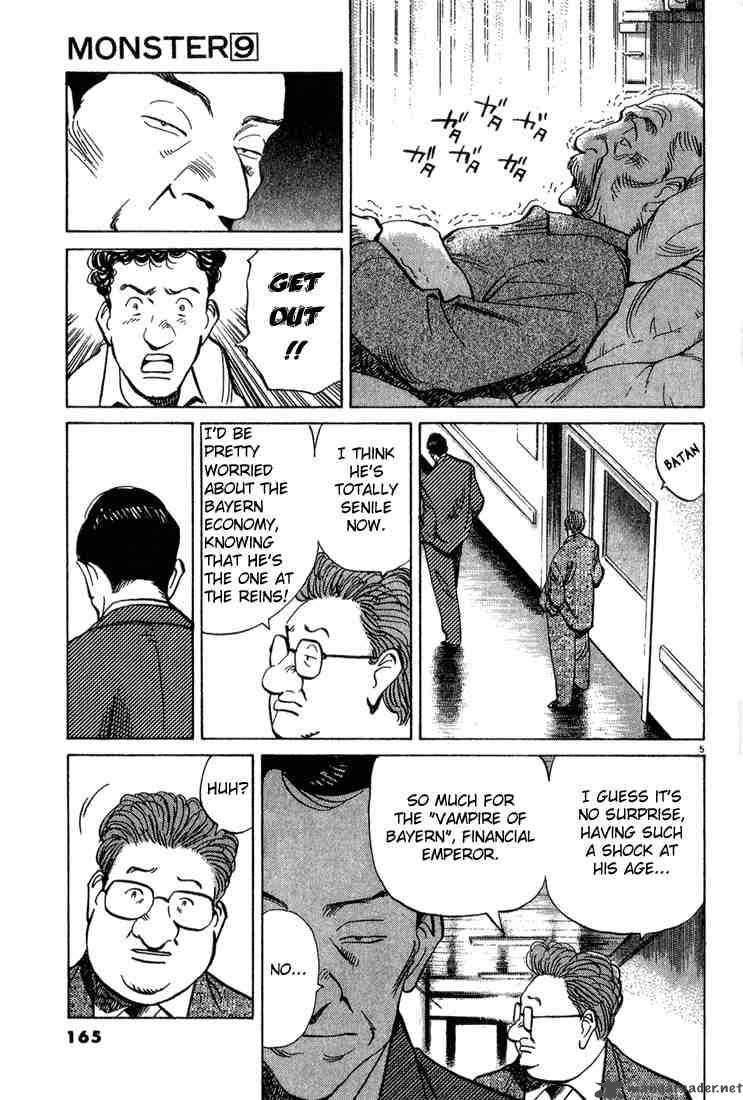 MONSTER 9
ガタ
ガタ
ガタ
ガタ
ガタ
ガタ
GET
OUT
!!
BATAN
I THINK
HE'S
TOTALLY
SENILE
NOW.
I'D BE
PRETTY
WORRIED
ABOUT THE
BAYERN
ECONOMY,
KNOWING
THAT HE'S
THE ONE AT
THE REINS!
5
I GUESS IT'S
NO SURPRISE,
HAVING SUCH
A SHOCK AT
HIS AGE...
SO MUCH FOR
THE "VAMPIRE OF
BAYERN", FINANCIAL
EMPEROR.
NO...
HUH?
165
mangareader.net